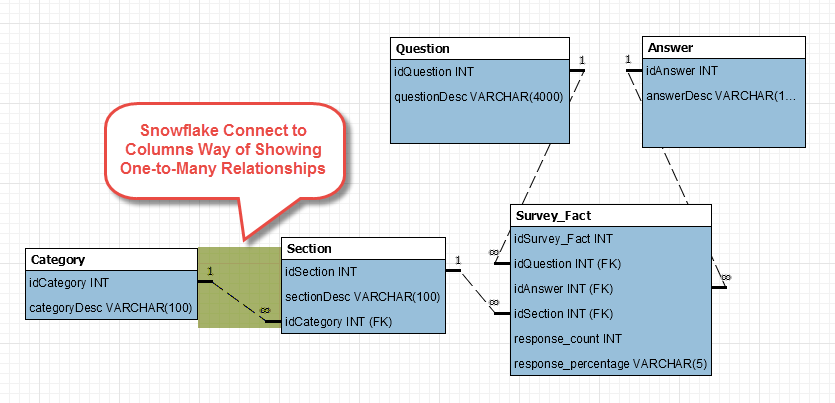 Question
idQuestion INT
questionDesc VARCHAR(4000)
1
1
Answer
idAnswer INT
answerDesc VARCHAR(1...
Snowflake Connect to
Columns Way of Showing
One-to-Many Relationships
Category
idCategory INT
categoryDesc VARCHAR(100)
1
∞
Section
idSection INT
sectionDesc VARCHAR(100)
idCategory INT (FK)
1
∞
∞
∞
Survey_Fact
idSurvey_Fact INT
idQuestion INT (FK)
idAnswer INT (FK)
idSection INT (FK)
response_count INT
response_percentage VARCHAR(5)